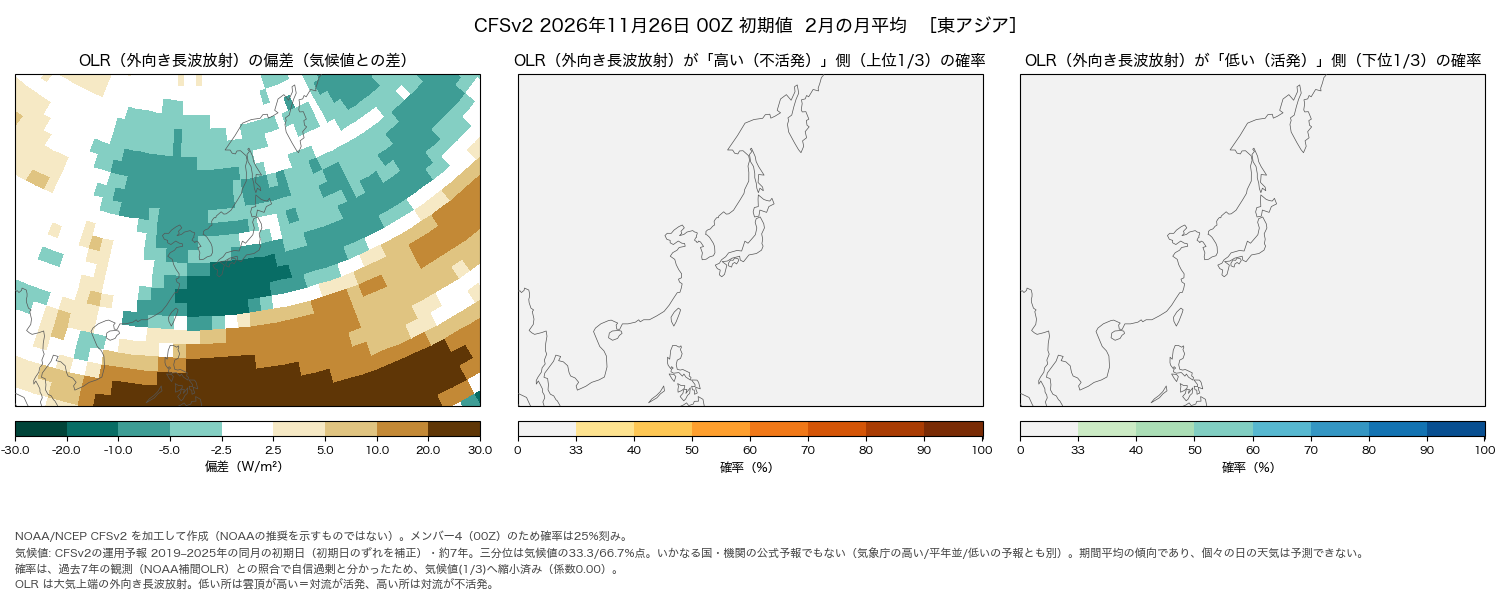 CFSv2 2026年11月26日 00Z 初期値 2月の月平均 ［東アジア］
OLR（外向き長波放射）の偏差（気候値との差）
OLR（外向き長波放射）が「高い（不活発）」側（上位1/3）の確率
OLR（外向き長波放射）が「低い（活発）」側（下位1/3）の確率
-30.0 -20.0 -10.0 -5.0 -2.5 2.5 5.0 10.0 20.0 30.0
偏差（W/m²）
0 33 40 50 60 70 80 90 100
確率（%）
0 33 40 50 60 70 80 90 100
確率（%）
NOAA/NCEP CFSv2 を加工して作成（NOAAの推奨を示すものではない）。メンバー4（00Z）のため確率は25%刻み。
気候値: CFSv2の運用予報 2019–2025年の同月の初期日（初期日のずれを補正）・約7年。三分位は気候値の33.3/66.7%点。いかなる国・機関の公式予報でもない（気象庁の高い/平年並/低いの予報とも別）。期間平均の傾向であり、個々の日の天気は予測できない。
確率は、過去7年の観測（NOAA補間OLR）との照合で自信過剰と分かったため、気候値(1/3)へ縮小済み（係数0.00）。
OLR は大気上端の外向き長波放射。低い所は雲頂が高い＝対流が活発、高い所は対流が不活発。